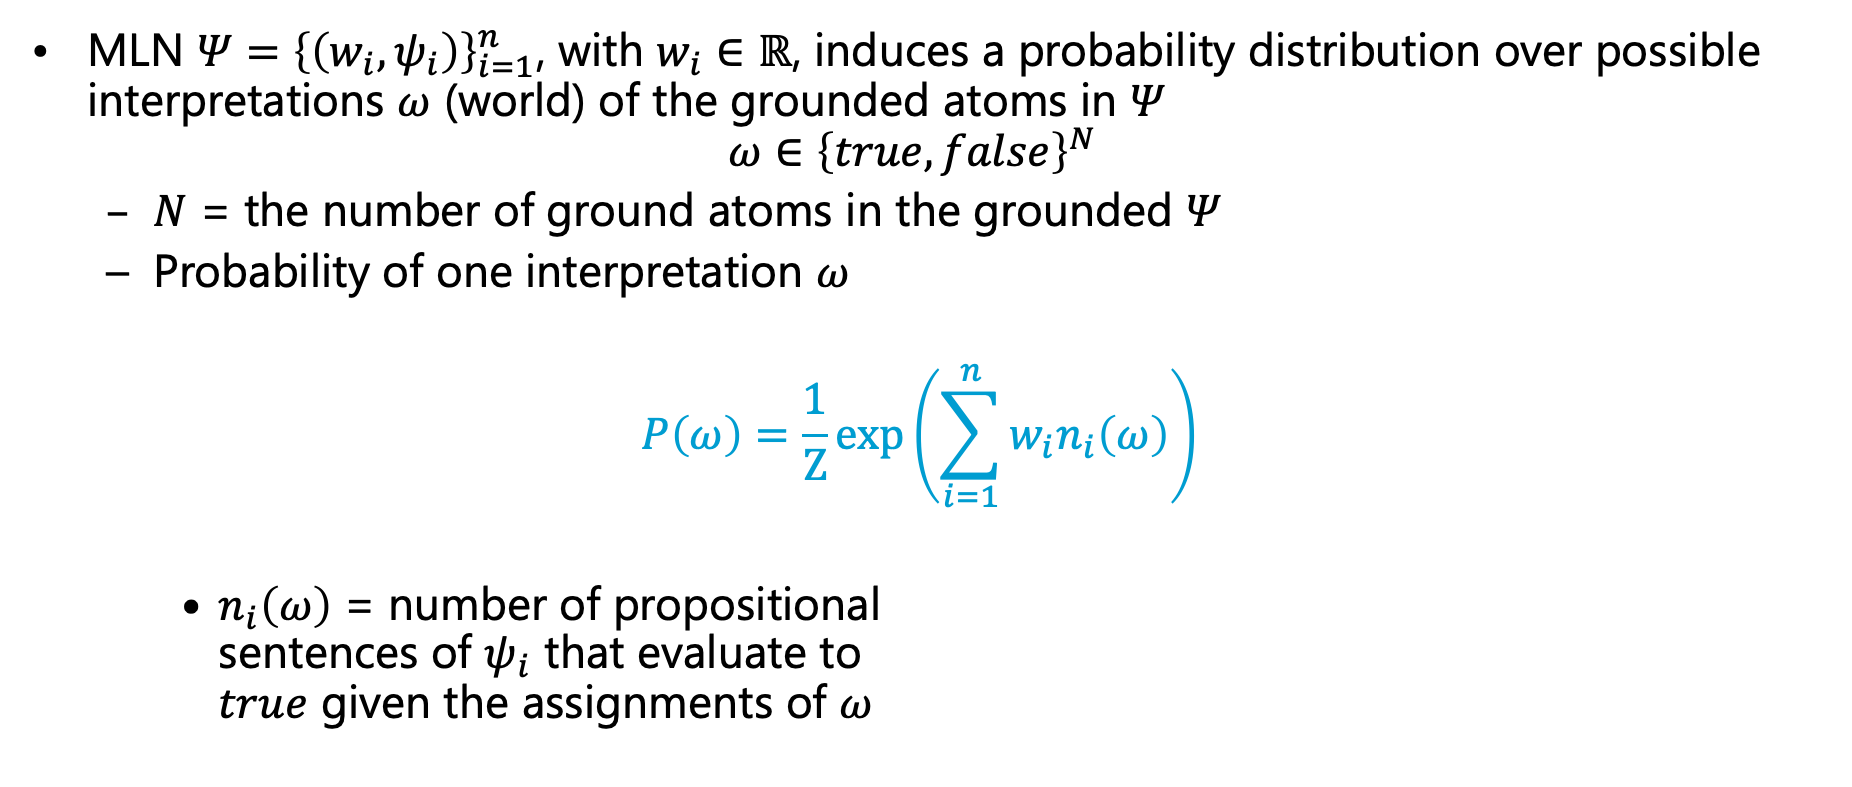 • MLN Ψ = {(wᵢ, ψᵢ)}ⁿᵢ₌₁, with wᵢ ∈ ℝ, induces a probability distribution over possible
interpretations ω (world) of the grounded atoms in Ψ
ω ∈ {true, false}ᴺ
– N = the number of ground atoms in the grounded Ψ
– Probability of one interpretation ω
P(ω) = 1/Z exp(∑ⁿᵢ₌₁ wᵢnᵢ(ω))
• nᵢ(ω) = number of propositional
sentences of ψᵢ that evaluate to
true given the assignments of ω